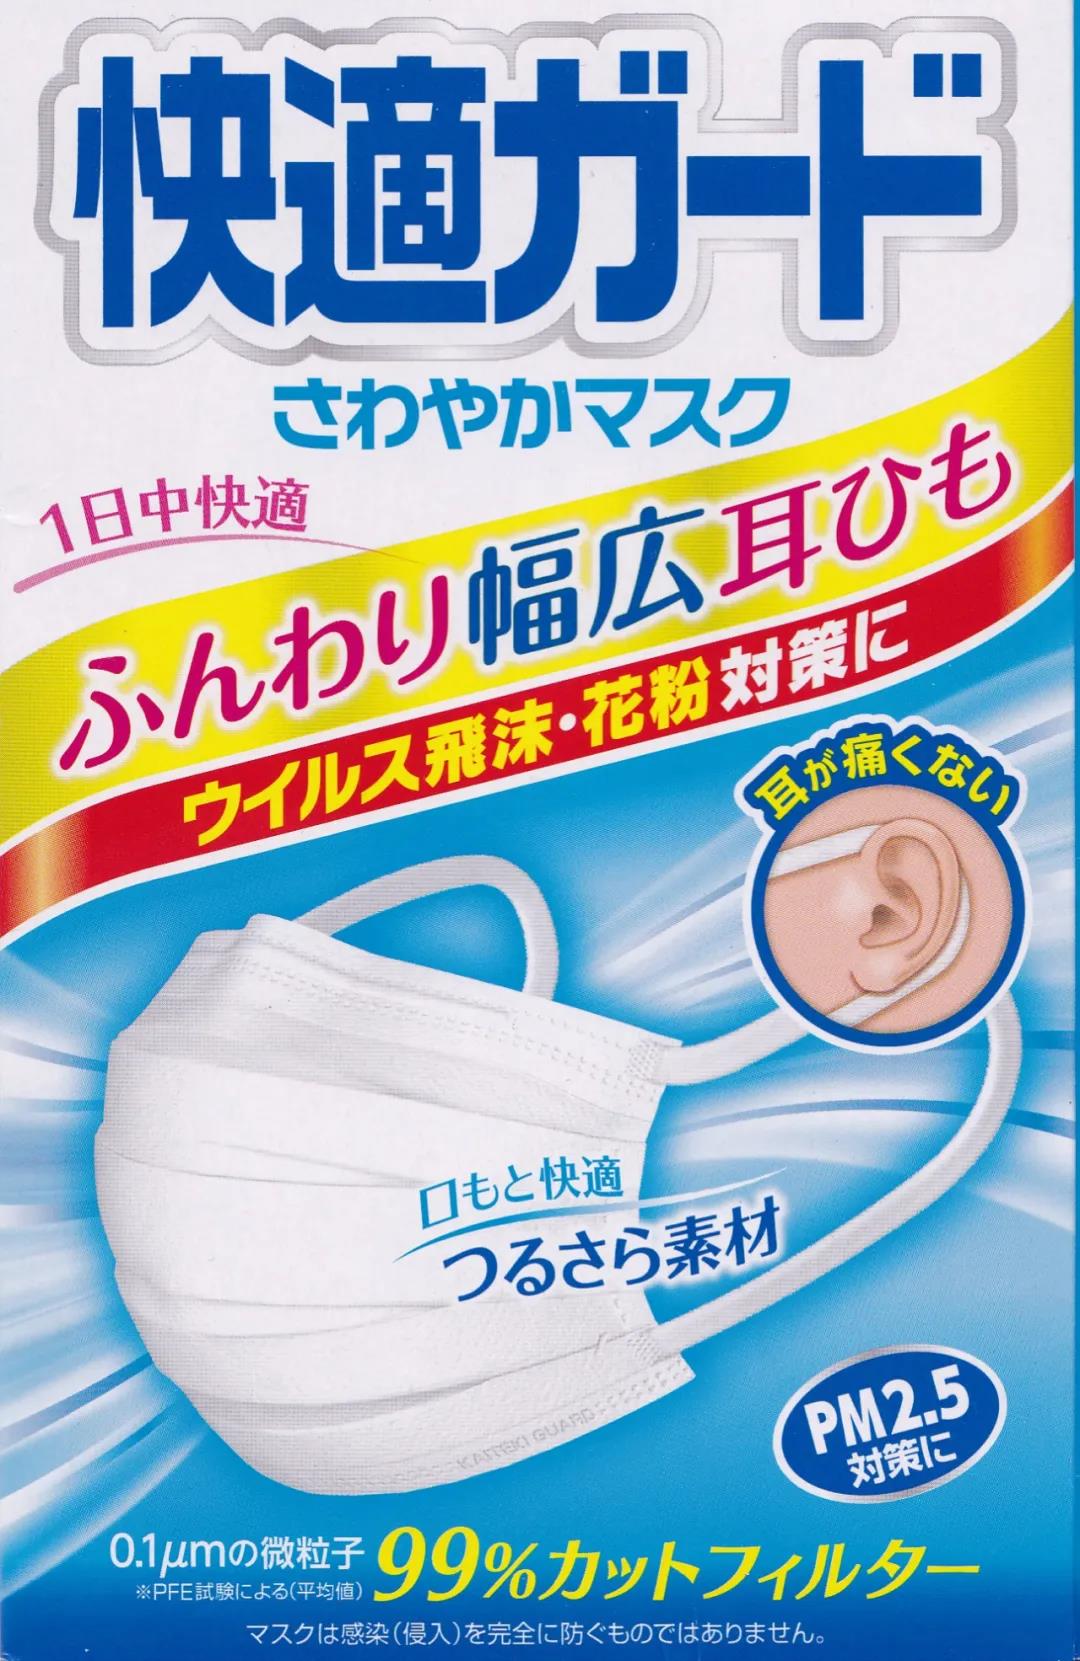 快適ガード
さわやかマスク
1日中快適
ふんわり幅広耳ひも
ウイルス飛沫・花粉対策に
耳が痛くない
口もと快適
つるさら素材
KAITEKI GUARD
PM2.5
対策に
0.1μmの微粒子
99%カットフィルター
※PFE試験による(平均値)
マスクは感染(侵入)を完全に防ぐものではありません。